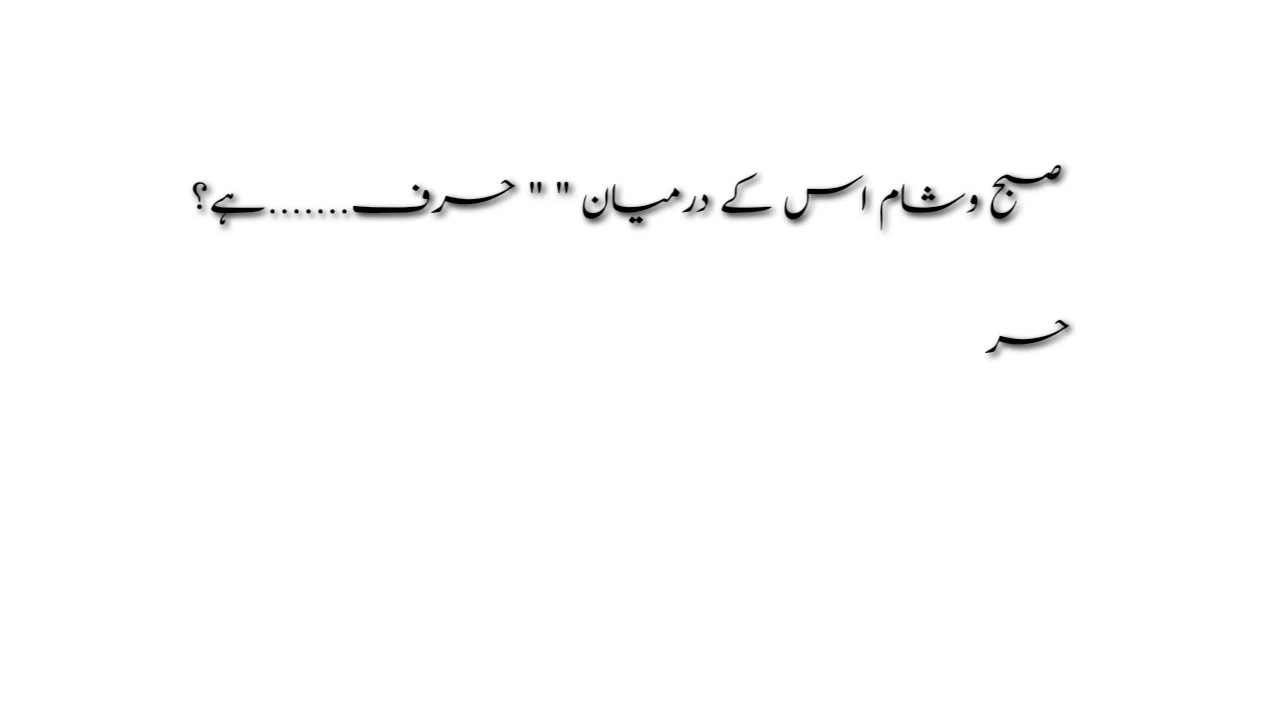 صبح وشام اس کے درمیان " " حرف.......ہے؟
حر